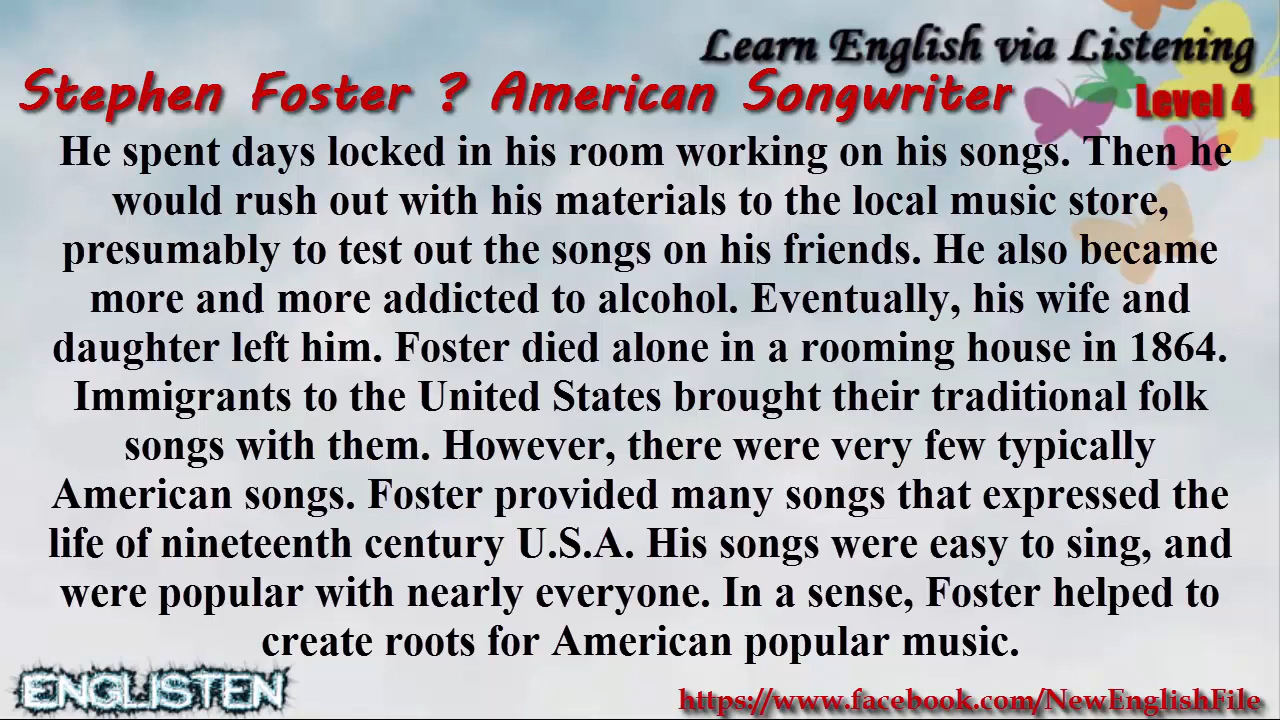 Learn English via Listening
Stephen Foster ? American Songwriter
Level 4
He spent days locked in his room working on his songs. Then he
would rush out with his materials to the local music store,
presumably to test out the songs on his friends. He also became
more and more addicted to alcohol. Eventually, his wife and
daughter left him. Foster died alone in a rooming house in 1864.
Immigrants to the United States brought their traditional folk
songs with them. However, there were very few typically
American songs. Foster provided many songs that expressed the
life of nineteenth century U.S.A. His songs were easy to sing, and
were popular with nearly everyone. In a sense, Foster helped to
create roots for American popular music.
ENGLISTEN
https://www.facebook.com/NewEnglishFile